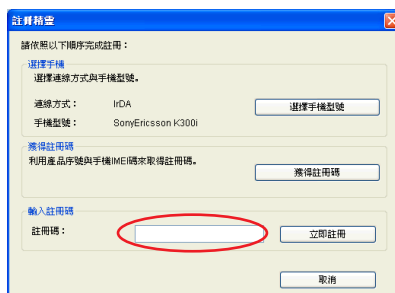 註冊精靈
請依照以下順序完成註冊：
選擇手機
選擇連線方式與手機型號。
連線方式： IrDA 選擇手機型號
手機型號： SonyEricsson K300i
獲得註冊碼
利用產品序號與手機IMEI碼來取得註冊碼。
獲得註冊碼
輸入註冊碼
註冊碼： 立即註冊
取消